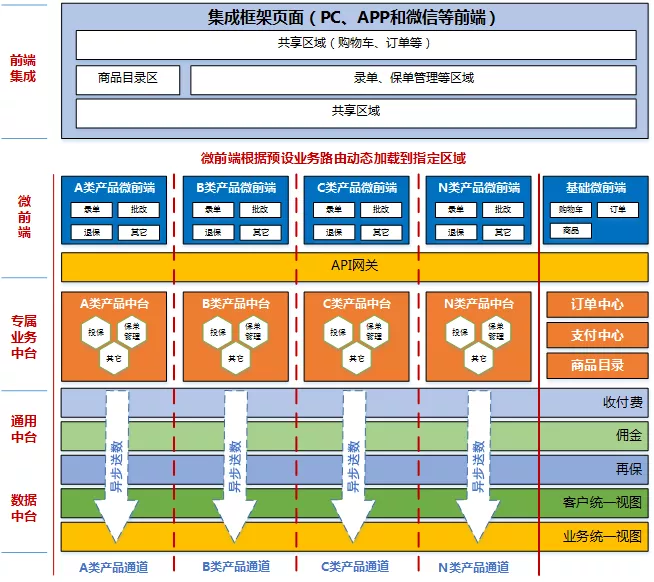 集成框架页面（PC、APP和微信等前端）
共享区域（购物车、订单等）
前端
集成
商品目录区
录单、保单管理等区域
共享区域
微前端根据预设业务路由动态加载到指定区域
微
前端
A类产品微前端
录单
批改
退保
其它
B类产品微前端
录单
批改
退保
其它
C类产品微前端
录单
批改
退保
其它
N类产品微前端
录单
批改
退保
其它
基础微前端
购物车
订单
商品
API网关
专属
业务
中台
A类产品中台
投保
保单
管理
其它
B类产品中台
投保
保单
管理
其它
C类产品中台
投保
保单
管理
其它
N类产品中台
投保
保单
管理
其它
订单中心
支付中心
商品目录
通用
中台
收付费
佣金
再保
异步送数
异步送数
异步送数
异步送数
数据
中台
客户统一视图
业务统一视图
A类产品通道
B类产品通道
C类产品通道
N类产品通道